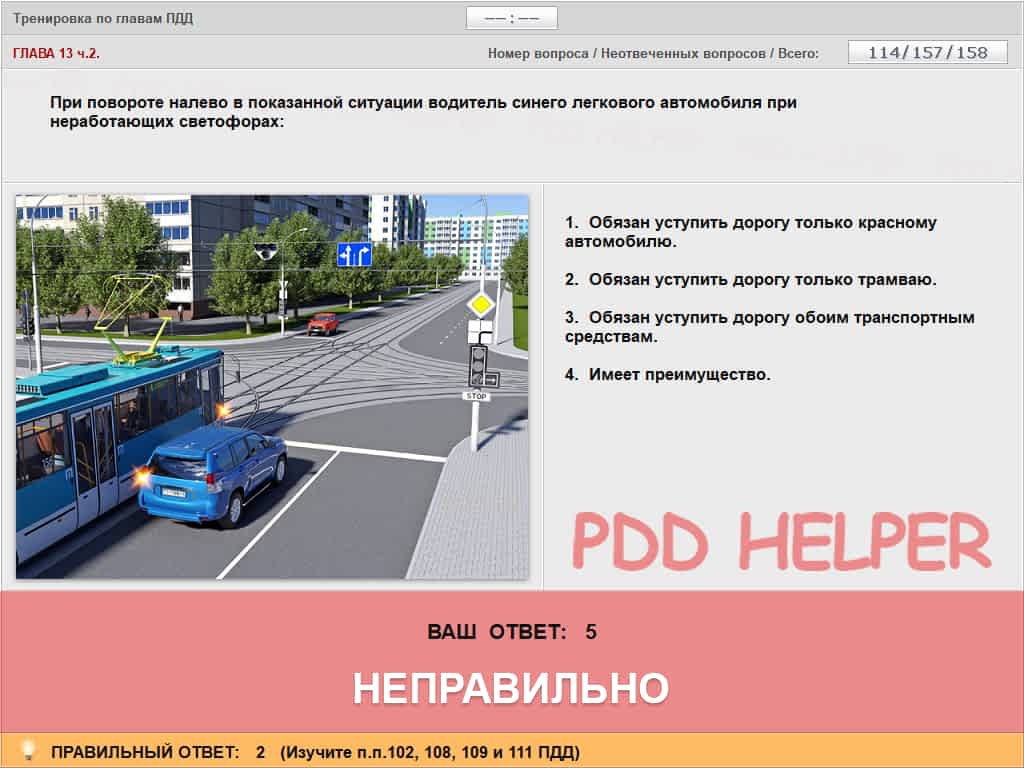 Тренировка по главам ПДД
—— : ——
ГЛАВА 13 ч.2.
Номер вопроса / Неотвеченных вопросов / Всего:
114/157/158
При повороте налево в показанной ситуации водитель синего легкового автомобиля при
неработающих светофорах:
1. Обязан уступить дорогу только красному
автомобилю.
2. Обязан уступить дорогу только трамваю.
3. Обязан уступить дорогу обоим транспортным
средствам.
4. Имеет преимущество.
STOP
PDD HELPER
ВАШ ОТВЕТ: 5
НЕПРАВИЛЬНО
ПРАВИЛЬНЫЙ ОТВЕТ: 2 (Изучите п.п.102, 108, 109 и 111 ПДД)